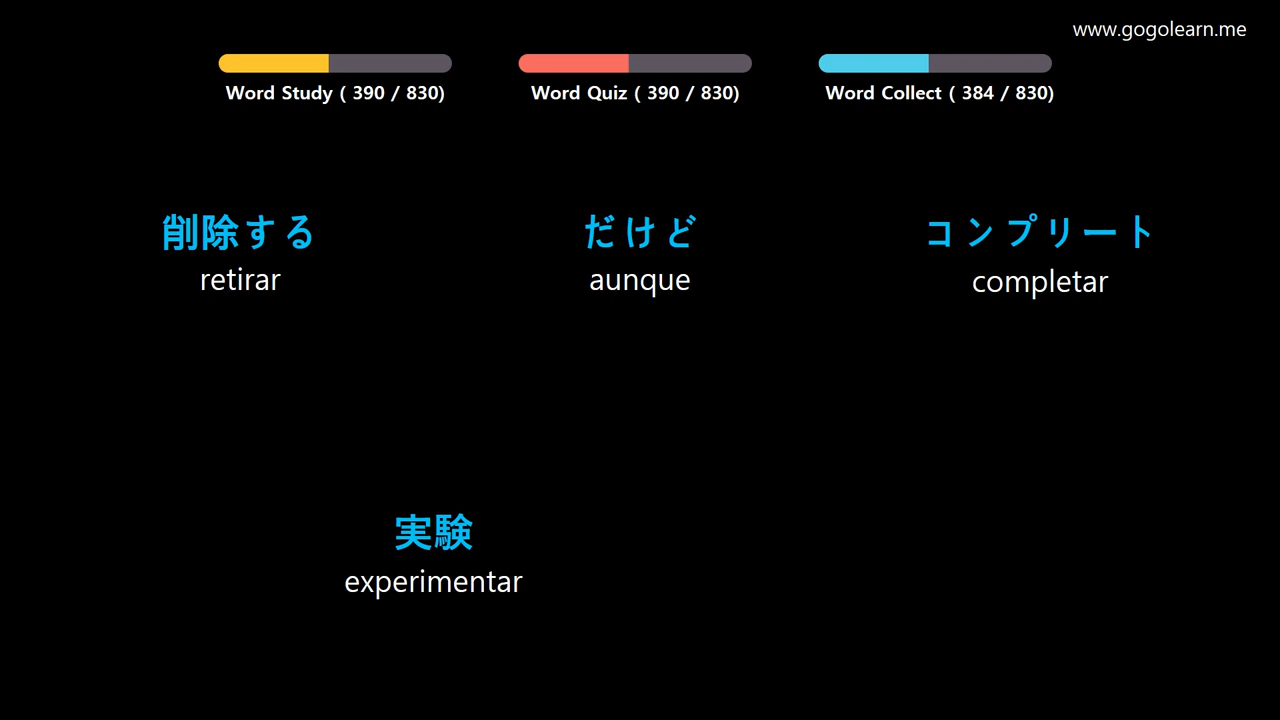 www.gogolearn.me
Word Study ( 390 / 830)
Word Quiz ( 390 / 830)
Word Collect ( 384 / 830)
削除する
retirar
だけど
aunque
コンプリート
completar
実験
experimentar